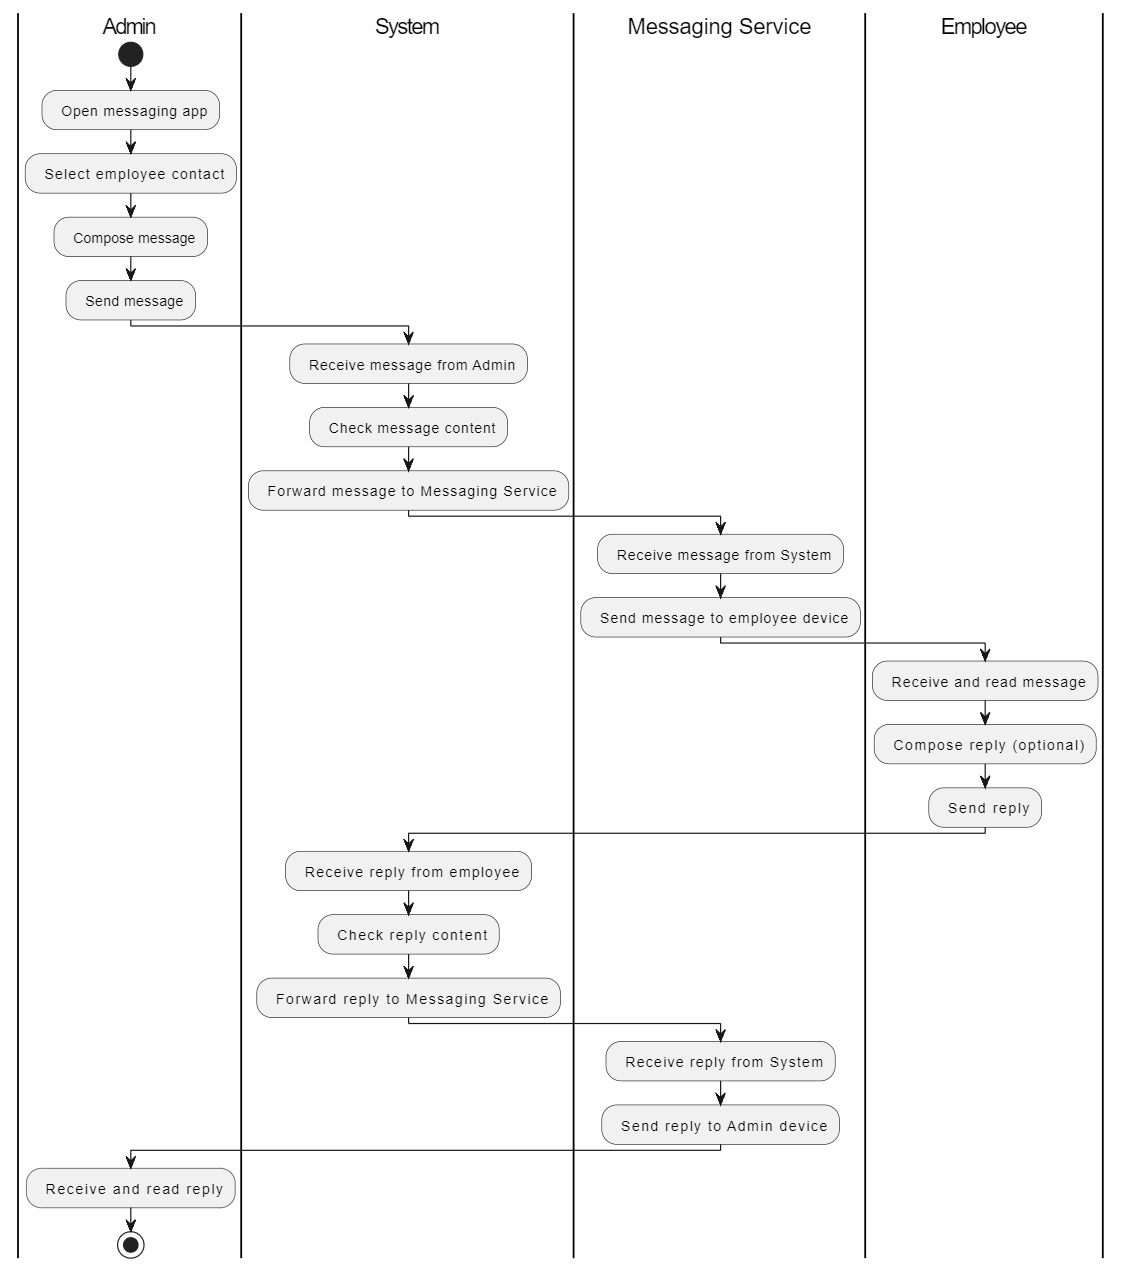 Admin
System
Messaging Service
Employee
Open messaging app
Select employee contact
Compose message
Send message
Receive message from Admin
Check message content
Forward message to Messaging Service
Receive message from System
Send message to employee device
Receive and read message
Compose reply (optional)
Send reply
Receive reply from employee
Check reply content
Forward reply to Messaging Service
Receive reply from System
Send reply to Admin device
Receive and read reply